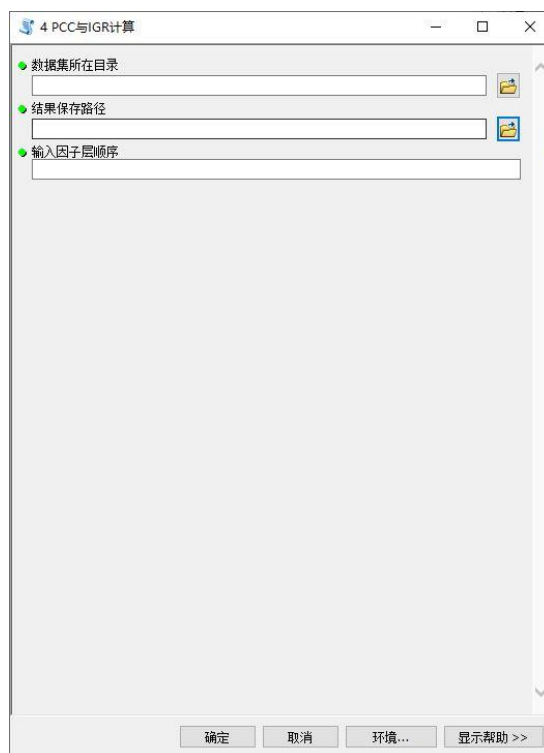 4 PCC与IGR计算
数据集所在目录
结果保存路径
输入因子层顺序
确定
取消
环境...
显示帮助 >>